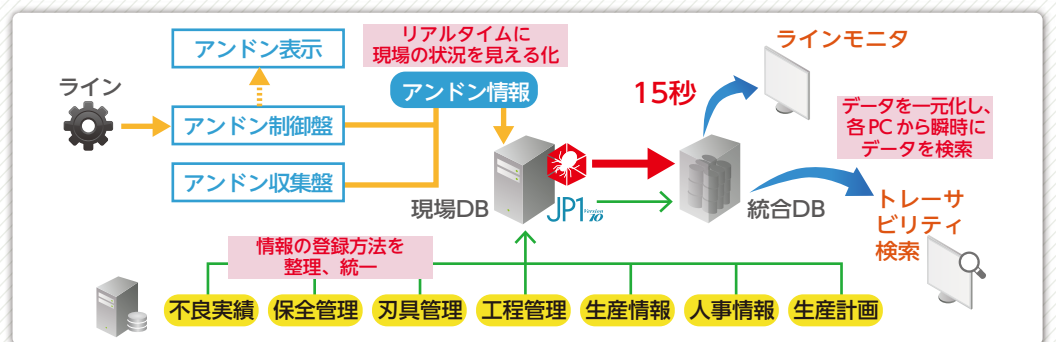 リアルタイムに
現場の状況を見える化
アンドン表示
ライン
アンドン制御盤
アンドン収集盤
アンドン情報
15秒
ラインモニタ
データを一元化し、
各PCから瞬時に
データを検索
現場DB
JP1 Version 10
統合DB
トレーサ
ビリティ
検索
情報の登録方法を
整理、統一
不良実績
保全管理
刃具管理
工程管理
生産情報
人事情報
生産計画